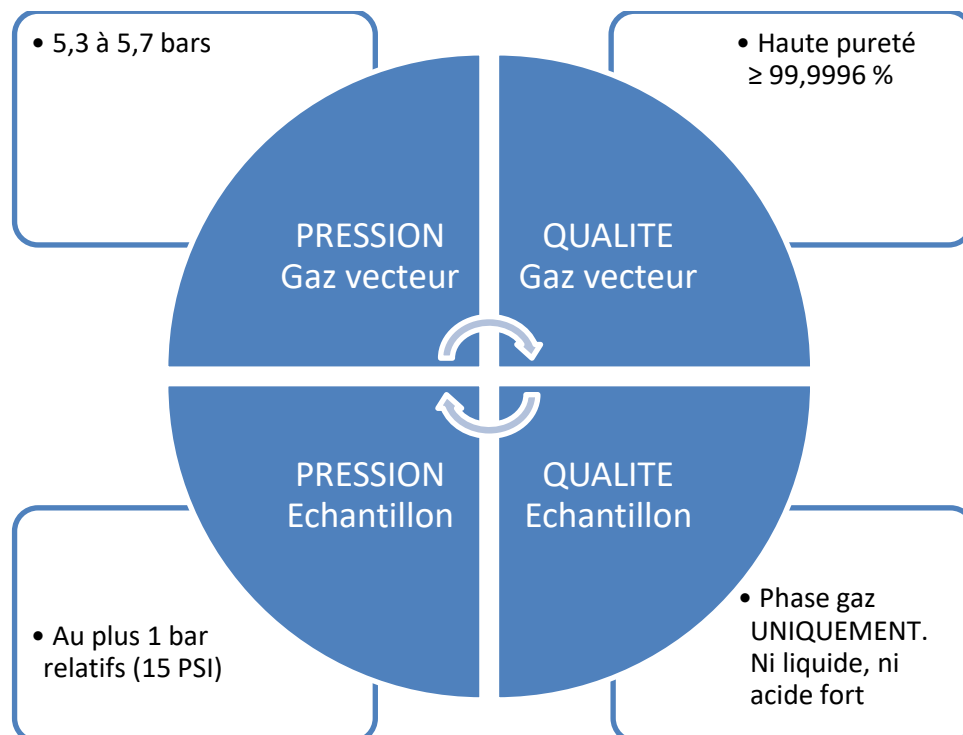 • 5,3 à 5,7 bars
• Haute pureté
≥ 99,9996 %
PRESSION
Gaz vecteur
QUALITE
Gaz vecteur
PRESSION
Echantillon
QUALITE
Echantillon
• Au plus 1 bar
relatifs (15 PSI)
• Phase gaz
UNIQUEMENT.
Ni liquide, ni
acide fort